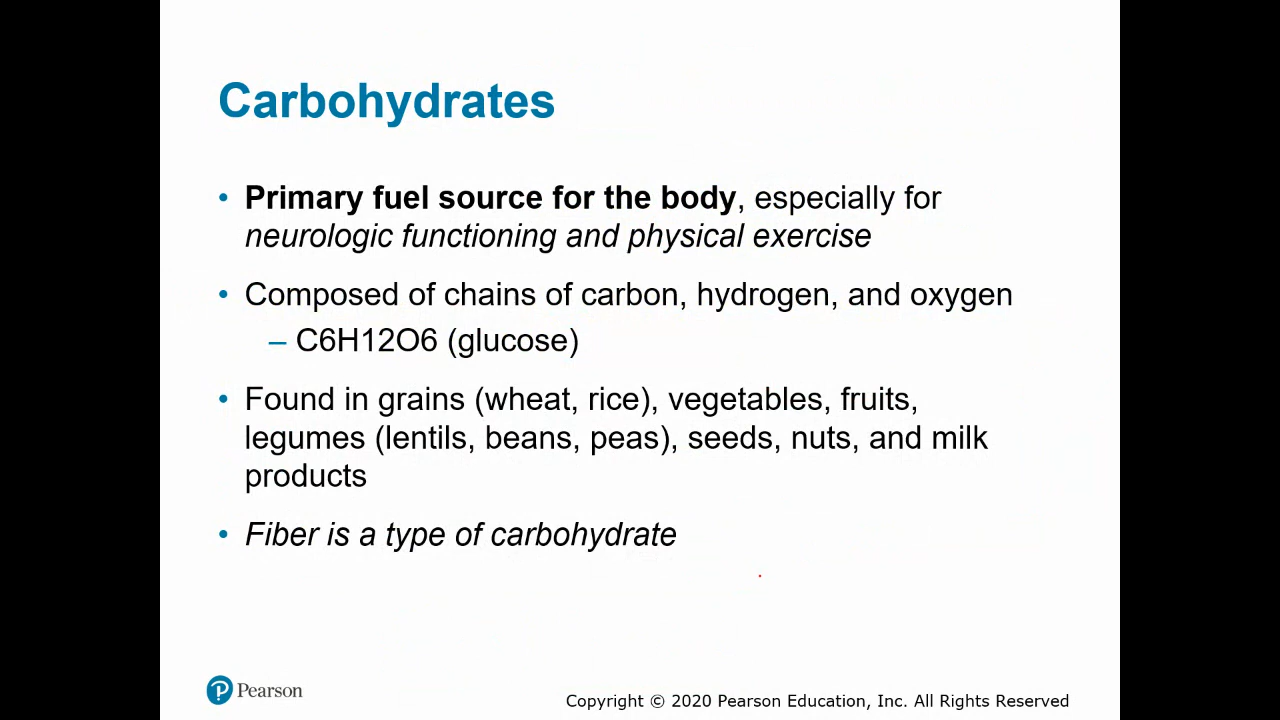 Carbohydrates
• Primary fuel source for the body, especially for
neurologic functioning and physical exercise
• Composed of chains of carbon, hydrogen, and oxygen
– C6H12O6 (glucose)
• Found in grains (wheat, rice), vegetables, fruits,
legumes (lentils, beans, peas), seeds, nuts, and milk
products
• Fiber is a type of carbohydrate
P Pearson
Copyright © 2020 Pearson Education, Inc. All Rights Reserved